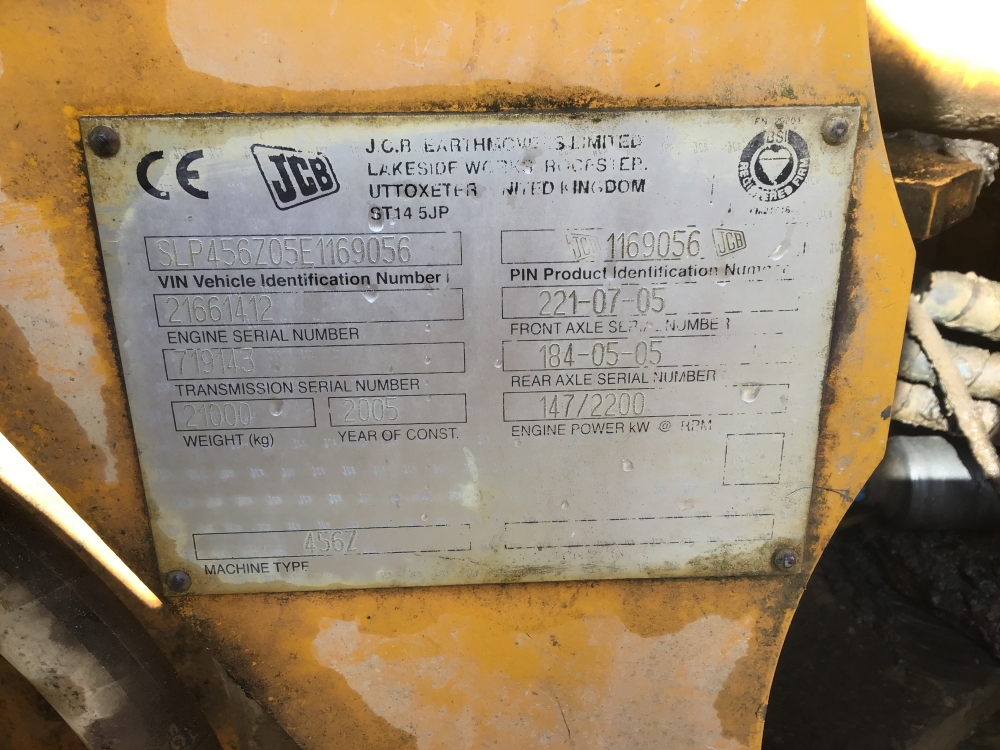 CE
JCB
J.C.B. EARTHMOVERS LIMITED
LAKESIDE WORKS, ROCESTER,
UTTOXETER UNITED KINGDOM
ST14 5JP
BSI
REGISTERED FIRM
SLP456Z05E1169056
VIN Vehicle Identification Number
JCB 1169056 JCB
PIN Product Identification Number
21661412
ENGINE SERIAL NUMBER
221-07-05
FRONT AXLE SERIAL NUMBER
719143
TRANSMISSION SERIAL NUMBER
184-05-05
REAR AXLE SERIAL NUMBER
21000
WEIGHT (kg)
2005
YEAR OF CONST.
147/2200
ENGINE POWER kW @ RPM
456Z
MACHINE TYPE